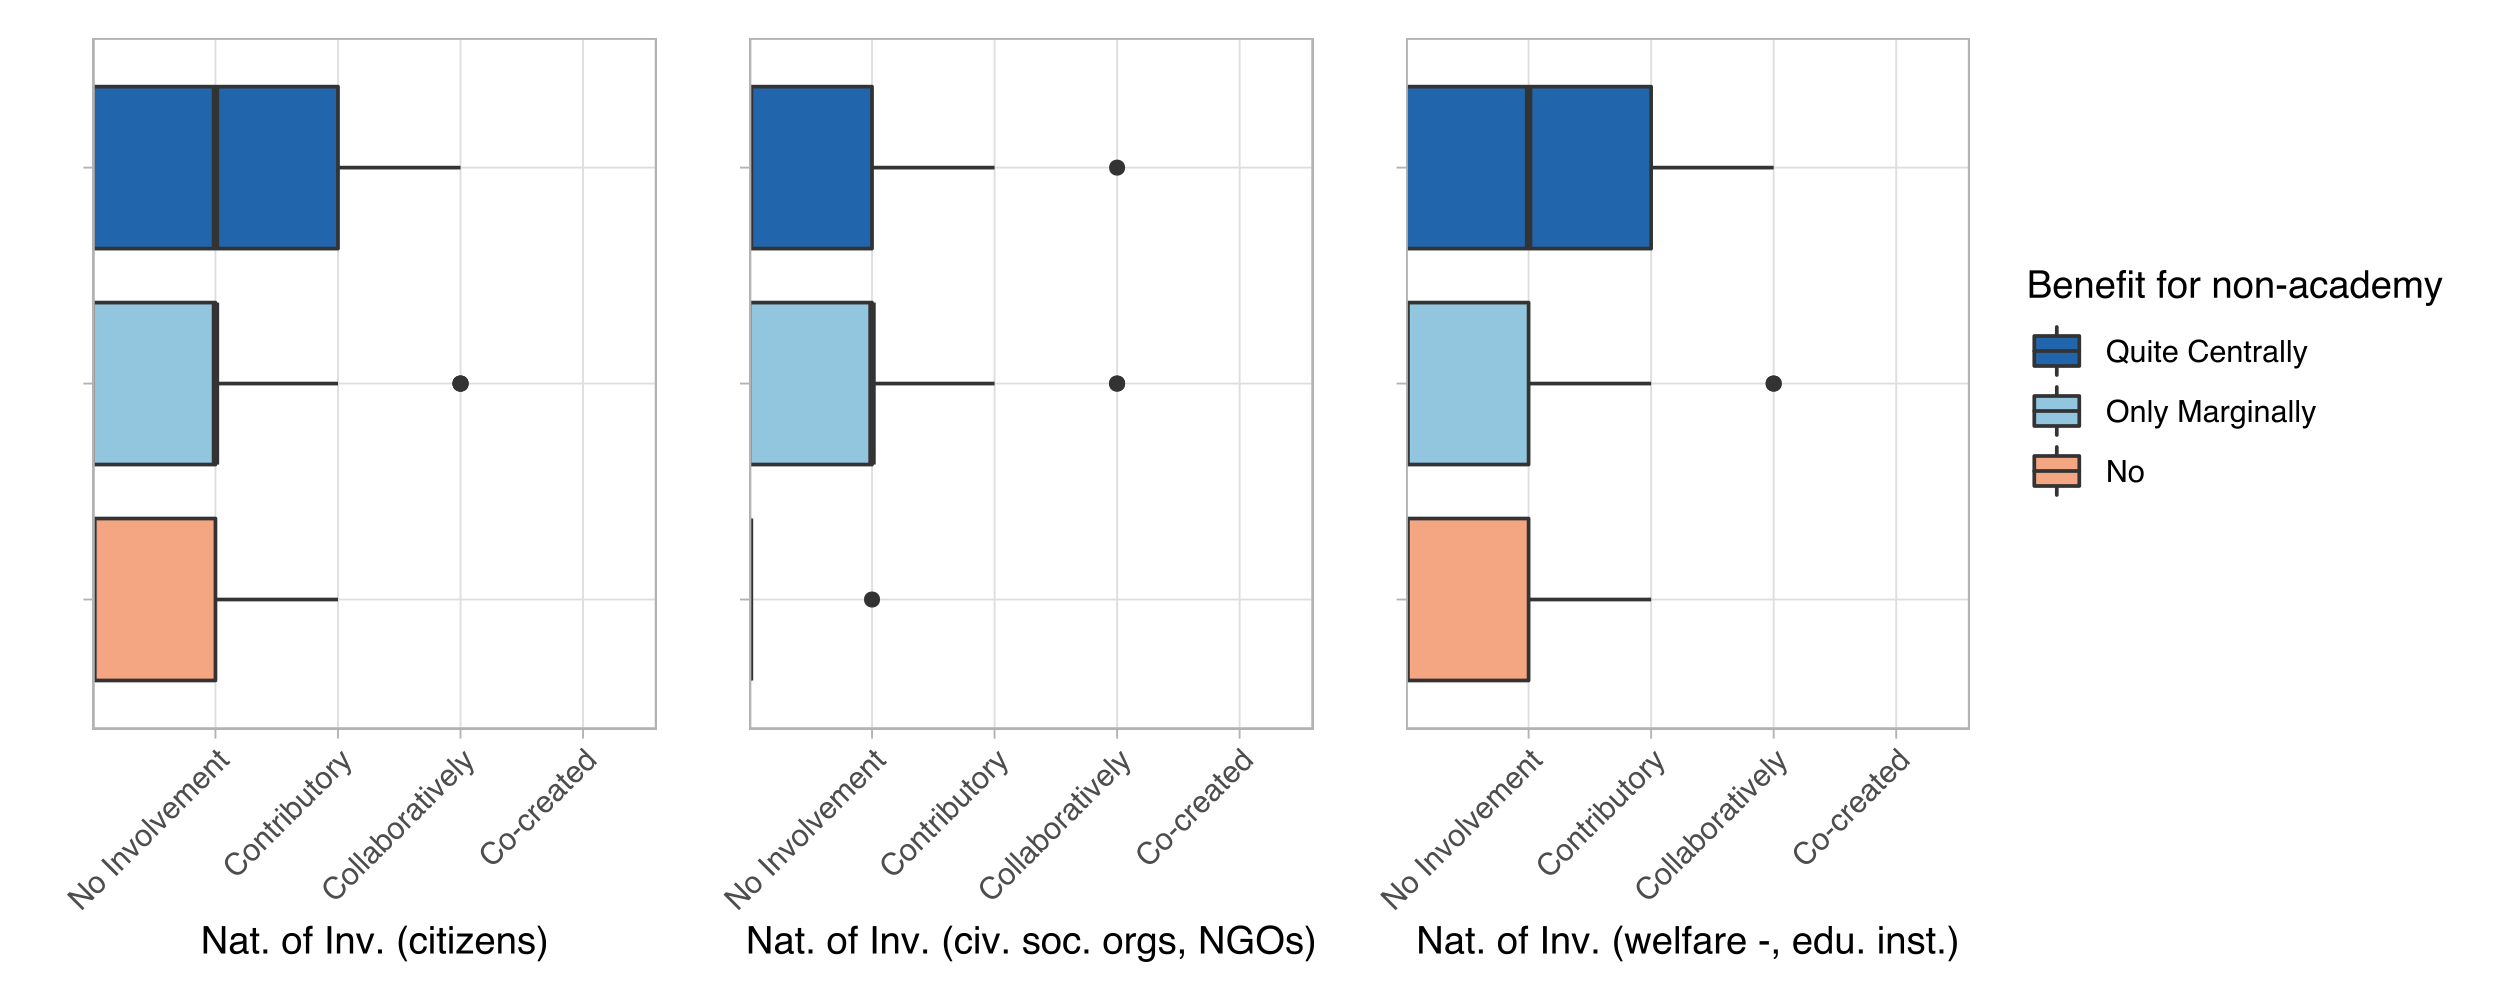 No Involvement
Contributory
Collaboratively
Co-created
Nat. of Inv. (citizens)
No Involvement
Contributory
Collaboratively
Co-created
Nat. of Inv. (civ. soc. orgs, NGOs)
No Involvement
Contributory
Collaboratively
Co-created
Nat. of Inv. (welfare -, edu. inst.)
Benefit for non-academy
Quite Centrally
Only Marginally
No